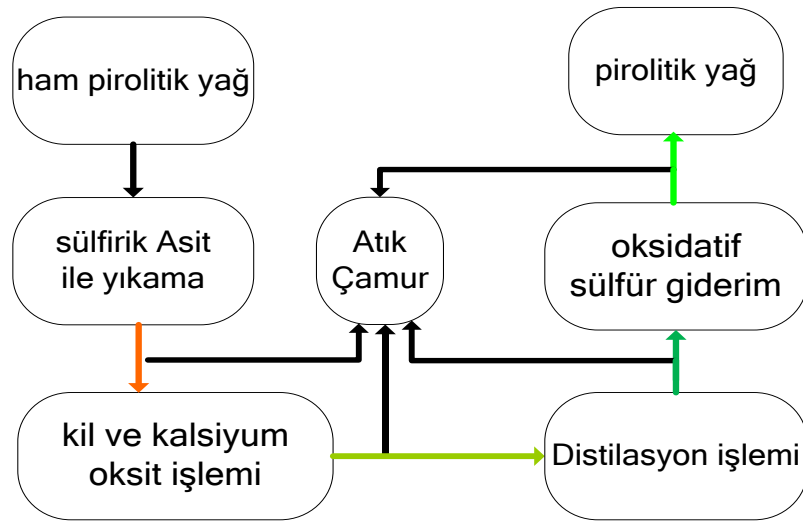 ham pirolitik yağ
pirolitik yağ
sülfirik Asit
ile yıkama
Atık
Çamur
oksidatif
sülfür giderim
kil ve kalsiyum
oksit işlemi
Distilasyon işlemi